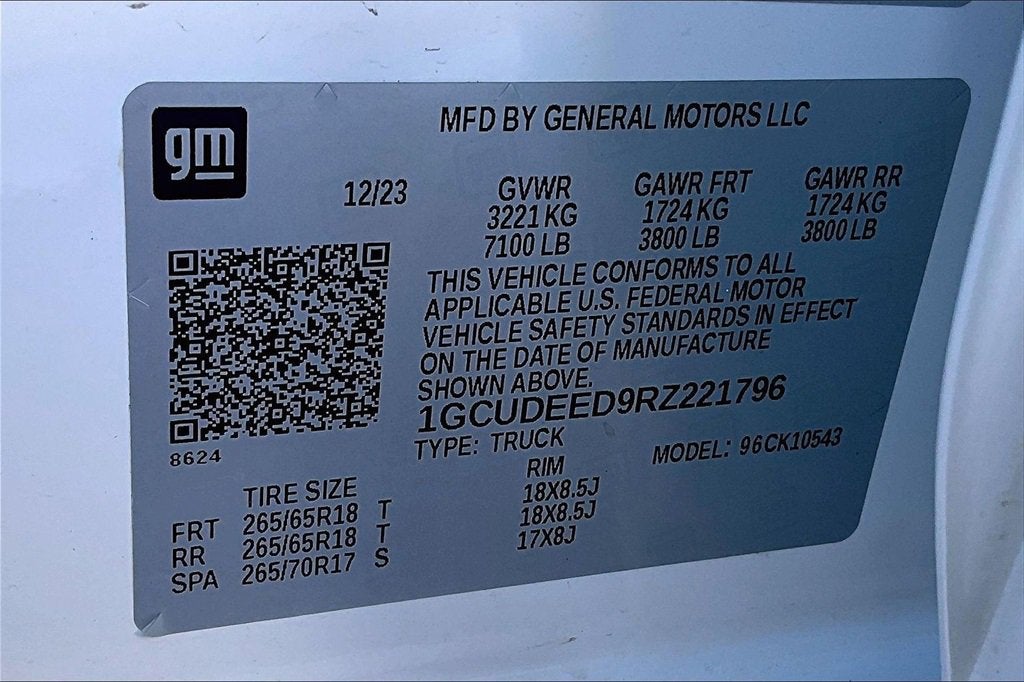 gm
MFD BY GENERAL MOTORS LLC
12/23
GVWR GAWR FRT GAWR RR
3221 KG 1724 KG 1724 KG
7100 LB 3800 LB 3800 LB
THIS VEHICLE CONFORMS TO ALL
APPLICABLE U.S. FEDERAL MOTOR
VEHICLE SAFETY STANDARDS IN EFFECT
ON THE DATE OF MANUFACTURE
SHOWN ABOVE.
1GCUDEED9RZ221796
TYPE: TRUCK MODEL: 96CK10543
8624
TIRE SIZE RIM
FRT 265/65R18 T 18X8.5J
RR 265/65R18 T 18X8.5J
SPA 265/70R17 S 17X8J